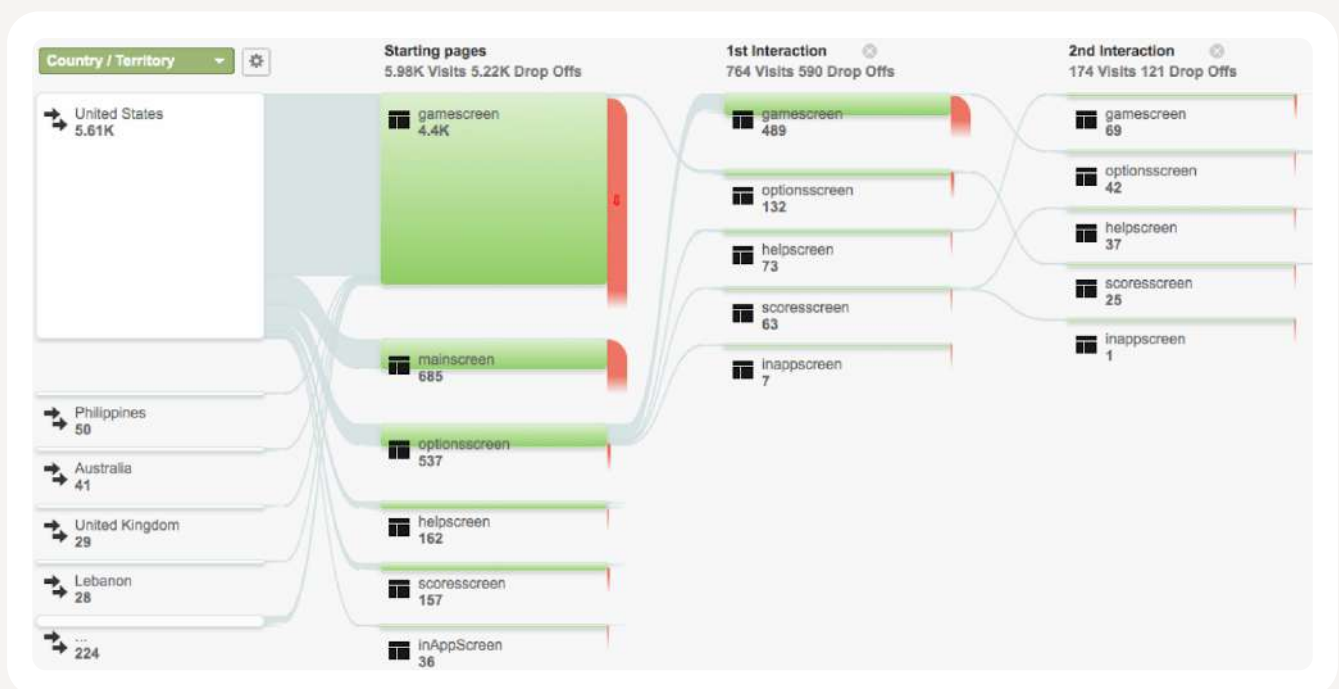 Country / Territory
United States
5.61K
Philippines
50
Australia
41
United Kingdom
29
Lebanon
28
...
224
Starting pages
5.98K Visits 5.22K Drop Offs
gamescreen
4.4K
mainscreen
685
optionsscreen
537
helpscreen
162
scoresscreen
157
inAppScreen
36
1st Interaction
764 Visits 590 Drop Offs
gamescreen
489
optionsscreen
132
helpscreen
73
scoresscreen
63
inappscreen
7
2nd Interaction
174 Visits 121 Drop Offs
gamescreen
69
optionsscreen
42
helpscreen
37
scoresscreen
25
inappscreen
1